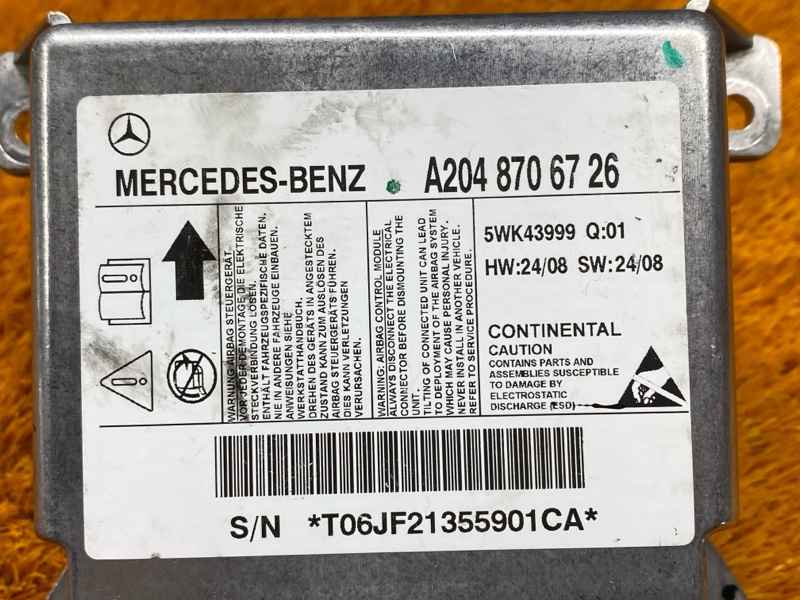 MERCEDES-BENZ A204 870 67 26
WARNUNG AIRBAG STEUERGERÄT
VOR JEDER DEMONTAGE DIE ELEKTRISCHE
STECKVERBINDUNG LÖSEN.
ENTHÄLT FAHRZEUGSPEZIFISCHE DATEN.
NIE IN ANDERE FAHRZEUGE EINBAUEN.
ANWEISUNGEN SIEHE
WERKSTATTHANDBUCH.
DREHEN DES GERÄTS IN ANGESTECKTEM
ZUSTAND KANN ZUM AUSLÖSEN DES
AIRBAG STEUERGERÄTS FÜHREN.
DIES KANN VERLETZUNGEN
VERURSACHEN.
WARNING: AIRBAG CONTROL MODULE
ALWAYS DISCONNECT THE ELECTRICAL
CONNECTOR BEFORE DISMOUNTING THE
UNIT.
TILTING OF CONNECTED UNIT CAN LEAD
TO DEPLOYMENT OF THE AIRBAG SYSTEM
WHICH MAY CAUSE PERSONAL INJURY.
NEVER INSTALL IN ANOTHER VEHICLE.
REFER TO SERVICE PROCEDURE.
5WK43999 Q:01
HW:24/08 SW:24/08
CONTINENTAL
CAUTION
CONTAINS PARTS AND
ASSEMBLIES SUSCEPTIBLE
TO DAMAGE BY
ELECTROSTATIC
DISCHARGE (ESD)
S/N *T06JF21355901CA*